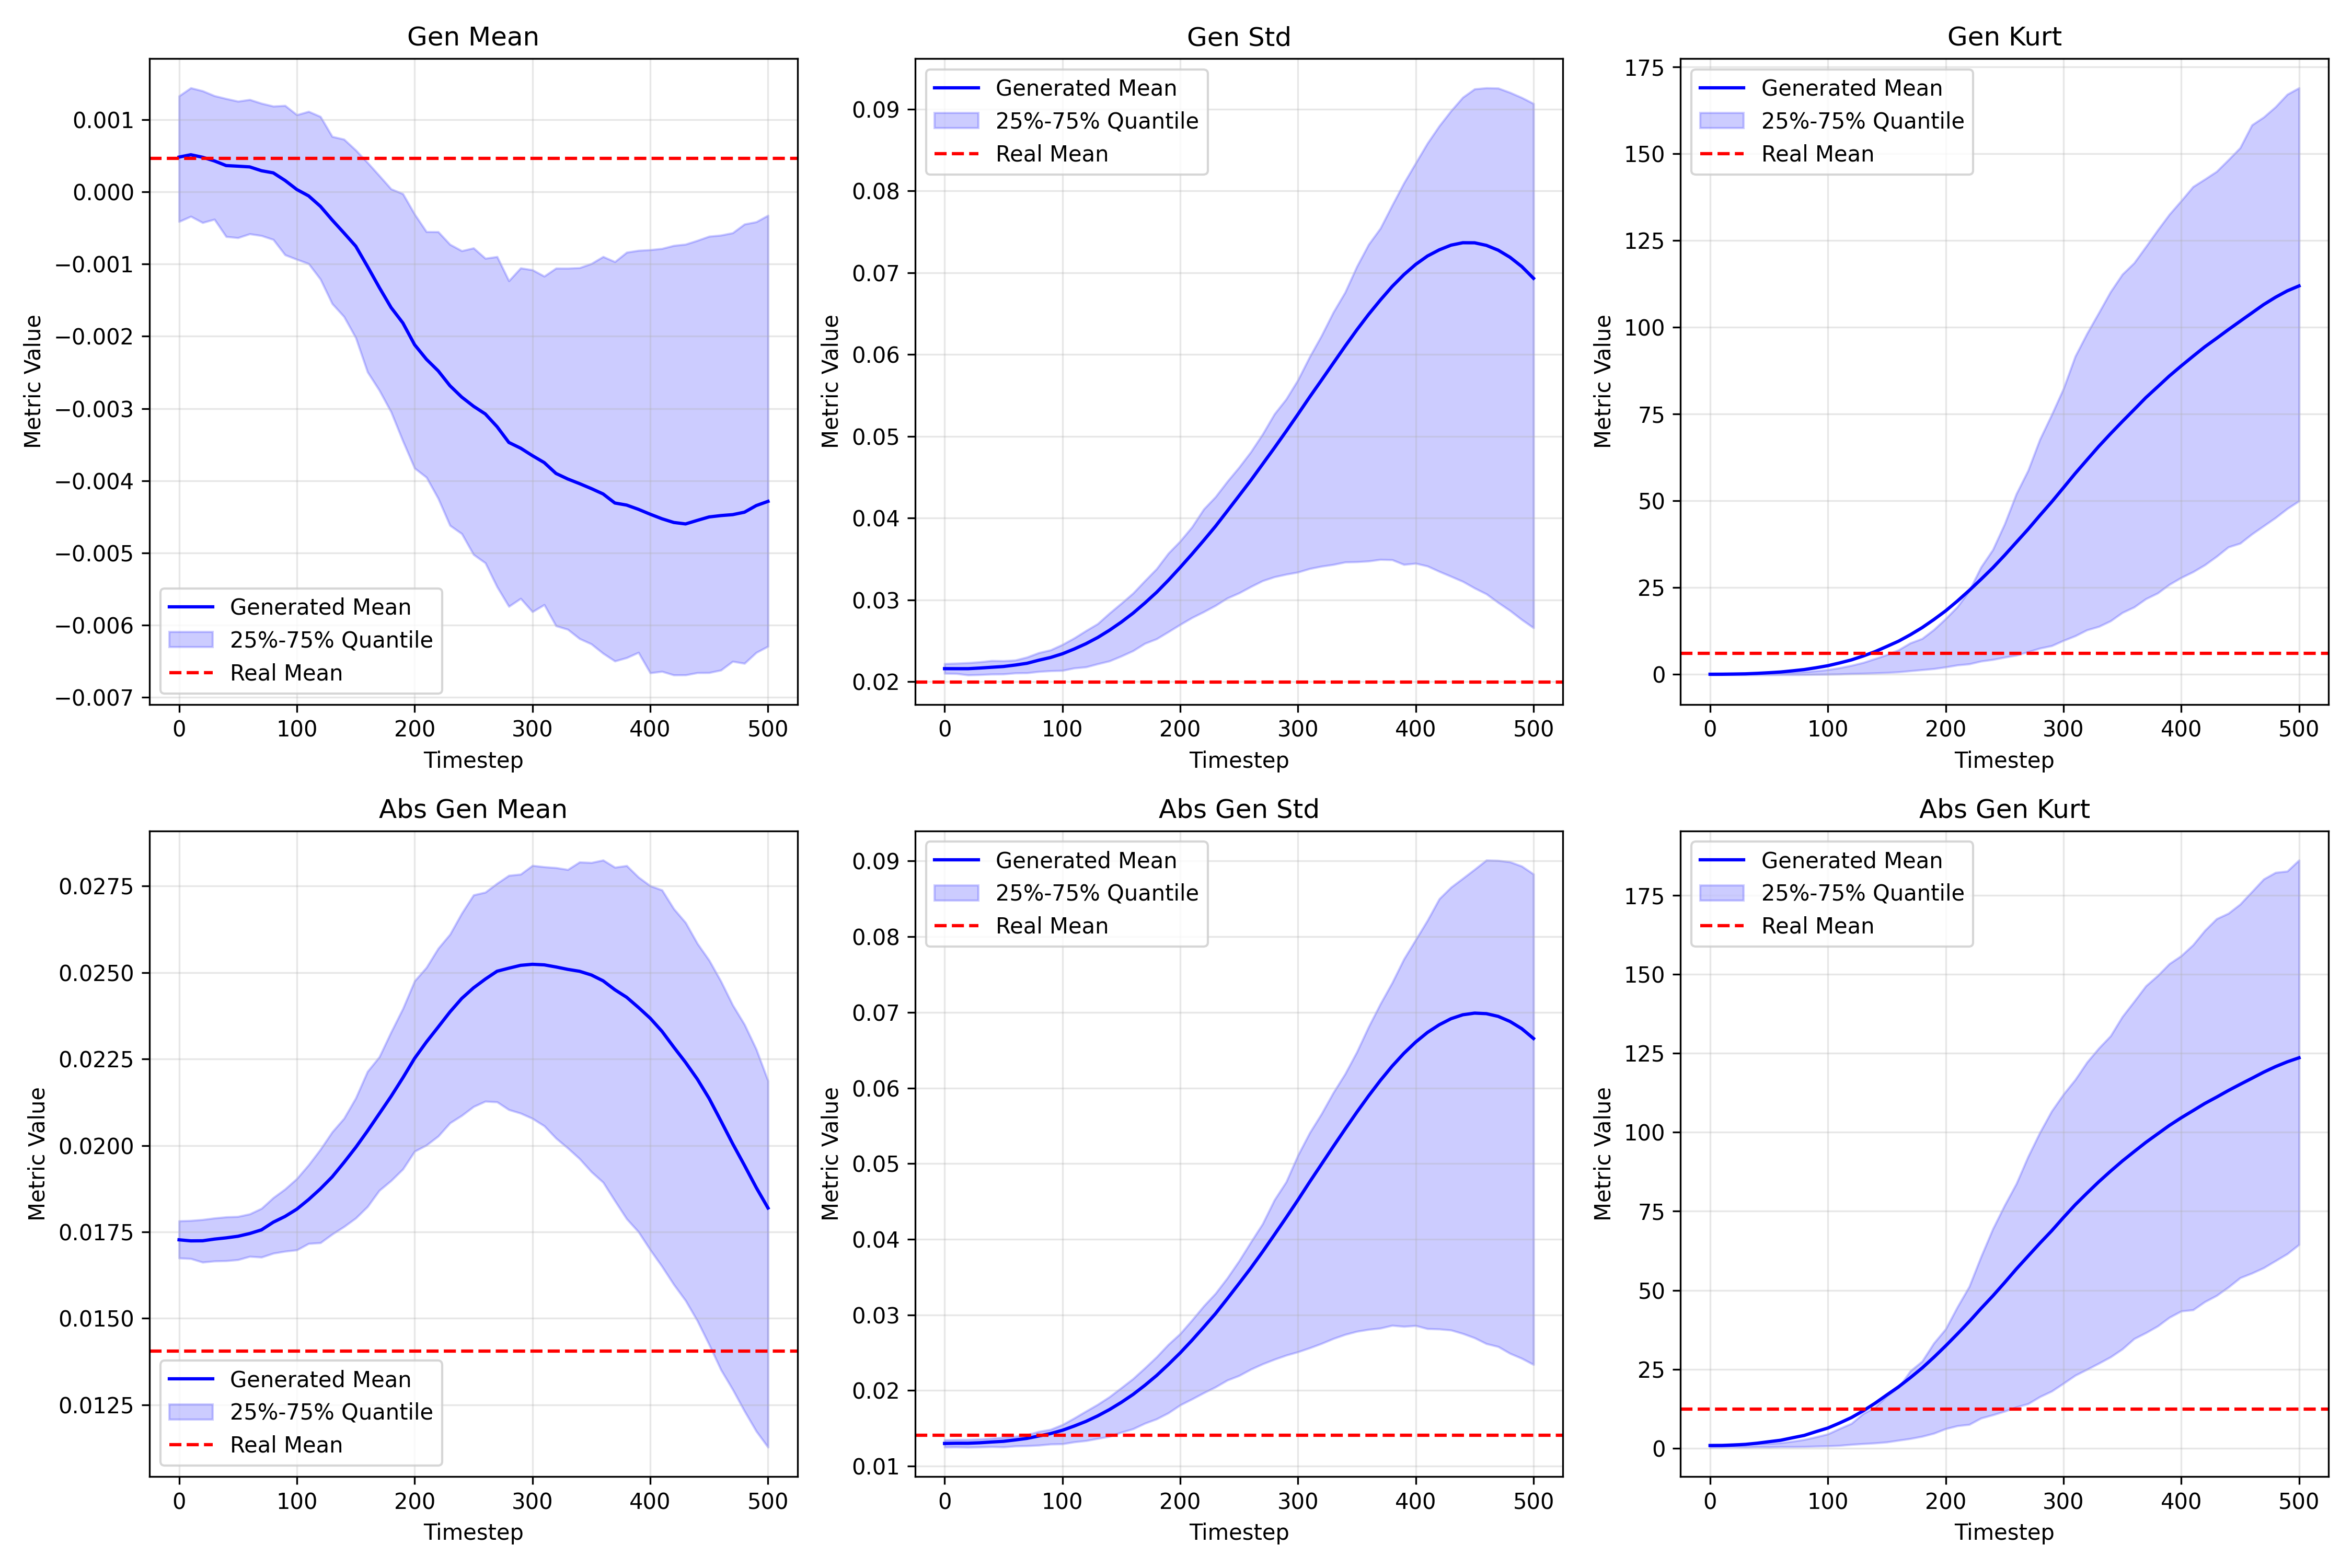 Gen Mean
Metric Value
0.001
0.000
−0.001
−0.002
−0.003
−0.004
−0.005
−0.006
−0.007
Generated Mean
25%-75% Quantile
Real Mean
0 100 200 300 400 500
Timestep
Gen Std
Metric Value
0.09
0.08
0.07
0.06
0.05
0.04
0.03
0.02
Generated Mean
25%-75% Quantile
Real Mean
0 100 200 300 400 500
Timestep
Gen Kurt
Metric Value
175
150
125
100
75
50
25
0
Generated Mean
25%-75% Quantile
Real Mean
0 100 200 300 400 500
Timestep
Abs Gen Mean
Metric Value
0.0275
0.0250
0.0225
0.0200
0.0175
0.0150
0.0125
Generated Mean
25%-75% Quantile
Real Mean
0 100 200 300 400 500
Timestep
Abs Gen Std
Metric Value
0.09
0.08
0.07
0.06
0.05
0.04
0.03
0.02
0.01
Generated Mean
25%-75% Quantile
Real Mean
0 100 200 300 400 500
Timestep
Abs Gen Kurt
Metric Value
175
150
125
100
75
50
25
0
Generated Mean
25%-75% Quantile
Real Mean
0 100 200 300 400 500
Timestep